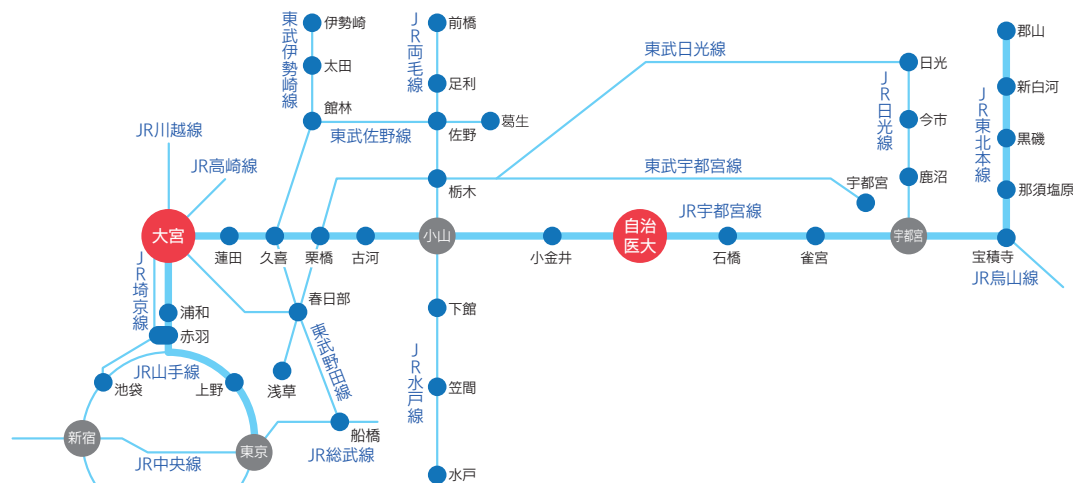 東武伊勢崎線
伊勢崎
太田
館林
JR両毛線
前橋
足利
佐野
葛生
東武佐野線
東武日光線
日光
JR日光線
今市
鹿沼
郡山
新白河
JR東北本線
黒磯
那須塩原
JR川越線
JR高崎線
栃木
東武宇都宮線
宇都宮
大宮
蓮田
久喜
栗橋
古河
小山
小金井
自治
医大
JR宇都宮線
石橋
雀宮
宇都宮
宝積寺
JR烏山線
JR埼京線
浦和
赤羽
春日部
東武野田線
浅草
下館
JR水戸線
笠間
水戸
JR山手線
池袋
上野
新宿
東京
JR中央線
船橋
JR総武線